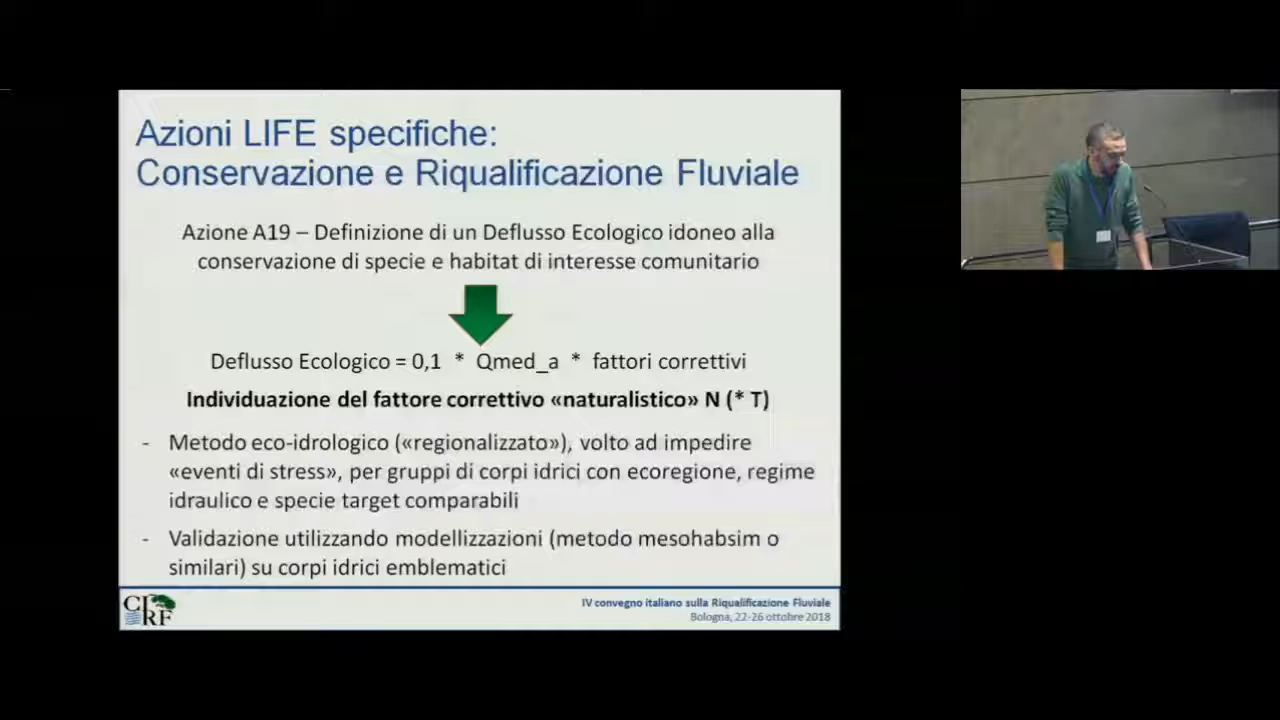 Azioni LIFE specifiche:
Conservazione e Riqualificazione Fluviale
Azione A19 – Definizione di un Deflusso Ecologico idoneo alla
conservazione di specie e habitat di interesse comunitario
Deflusso Ecologico = 0,1 * Qmed_a * fattori correttivi
Individuazione del fattore correttivo «naturalistico» N (* T)
- Metodo eco-idrologico («regionalizzato»), volto ad impedire
«eventi di stress», per gruppi di corpi idrici con ecoregione, regime
idraulico e specie target comparabili
- Validazione utilizzando modellizzazioni (metodo mesohabsim o
similari) su corpi idrici emblematici
CIRF
IV convegno italiano sulla Riqualificazione Fluviale
Bologna, 22-26 ottobre 2018